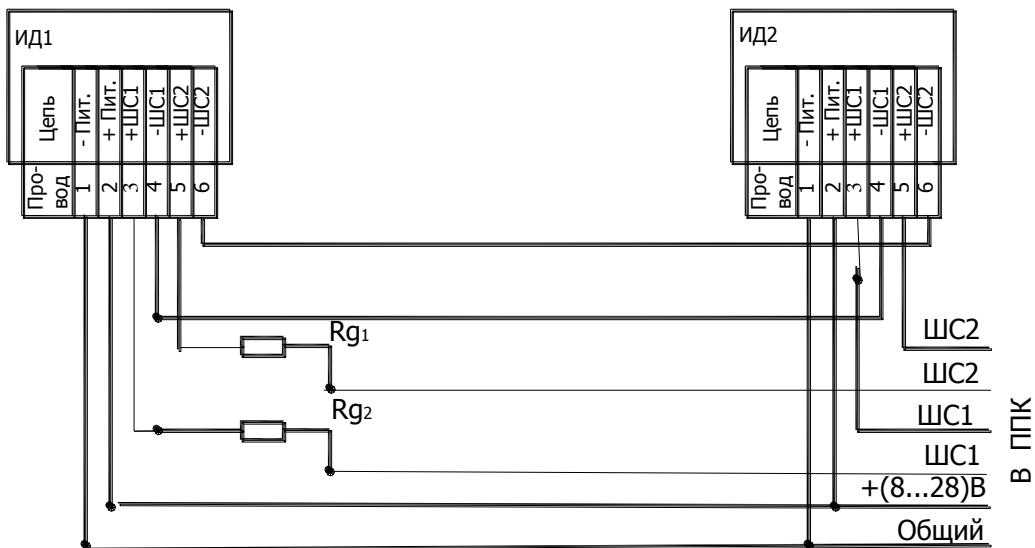 ИД1
Цепь
- Пит.
+ Пит.
+ШС1
-ШС1
+ШС2
-ШС2
Про-
вод
1
2
3
4
5
6
ИД2
Цепь
- Пит.
+ Пит.
+ШС1
-ШС1
+ШС2
-ШС2
Про-
вод
1
2
3
4
5
6
Rg1
Rg2
ШС2
ШС2
ШС1
ШС1
+(8...28)В
Общий
В ППК